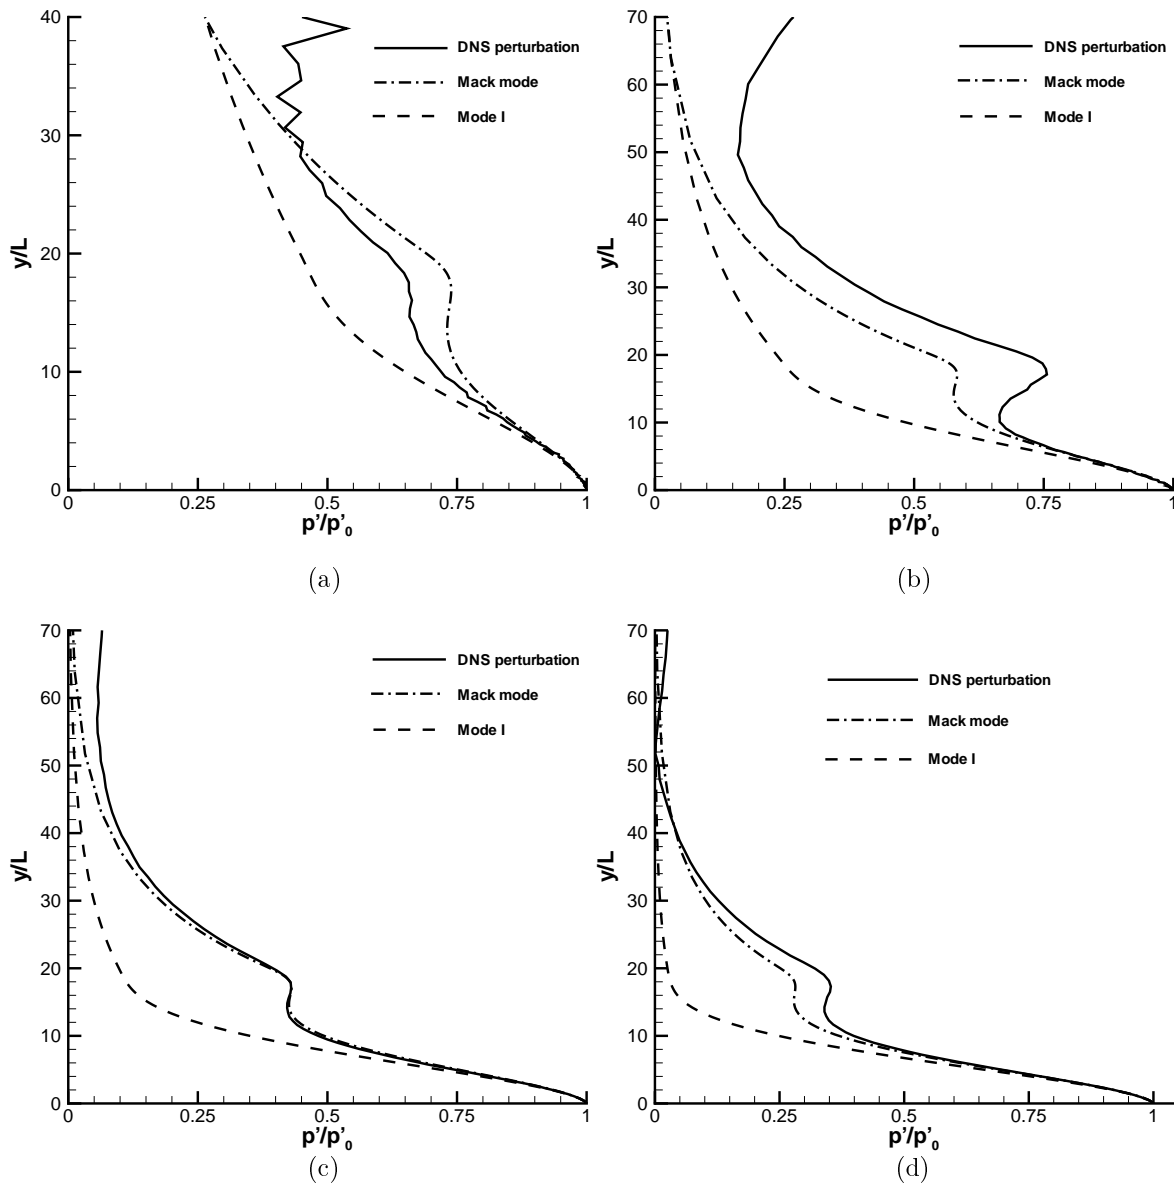 40
30
20
10
0
y/L
0 0.25 0.5 0.75 1
p'/p'₀
DNS perturbation
Mack mode
Mode I
(a)
70
60
50
40
30
20
10
0
y/L
0 0.25 0.5 0.75 1
p'/p'₀
DNS perturbation
Mack mode
Mode I
(b)
70
60
50
40
30
20
10
0
y/L
0 0.25 0.5 0.75 1
p'/p'₀
DNS perturbation
Mack mode
Mode I
(c)
70
60
50
40
30
20
10
0
y/L
0 0.25 0.5 0.75 1
p'/p'₀
DNS perturbation
Mack mode
Mode I
(d)